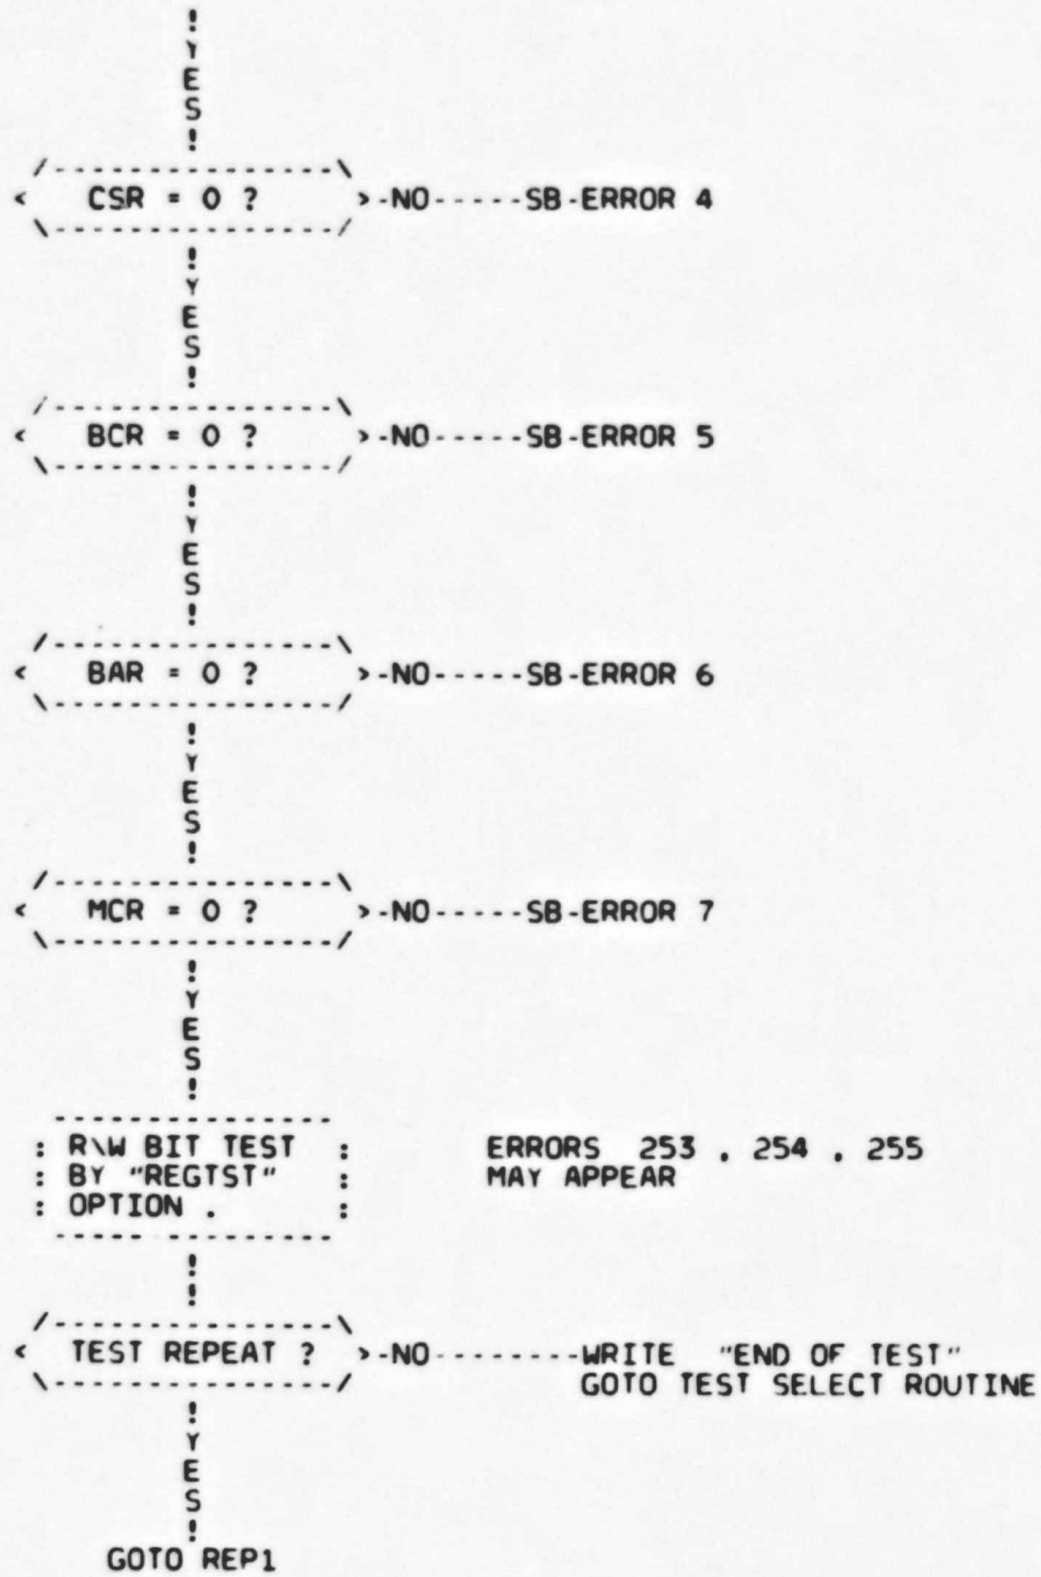 !
Y
E
S
!
/---------------\
< CSR = 0 ? >-NO-----SB-ERROR 4
\---------------/
!
Y
E
S
!
/---------------\
< BCR = 0 ? >-NO-----SB-ERROR 5
\---------------/
!
Y
E
S
!
/---------------\
< BAR = 0 ? >-NO-----SB-ERROR 6
\---------------/
!
Y
E
S
!
/---------------\
< MCR = 0 ? >-NO-----SB-ERROR 7
\---------------/
!
Y
E
S
!
---------------
: R\W BIT TEST : ERRORS 253 , 254 , 255
: BY "REGTST" : MAY APPEAR
: OPTION . :
----- ---------
!
!
/---------------\
< TEST REPEAT ? >-NO--------WRITE "END OF TEST"
\---------------/ GOTO TEST SELECT ROUTINE
!
Y
E
S
!
GOTO REP1